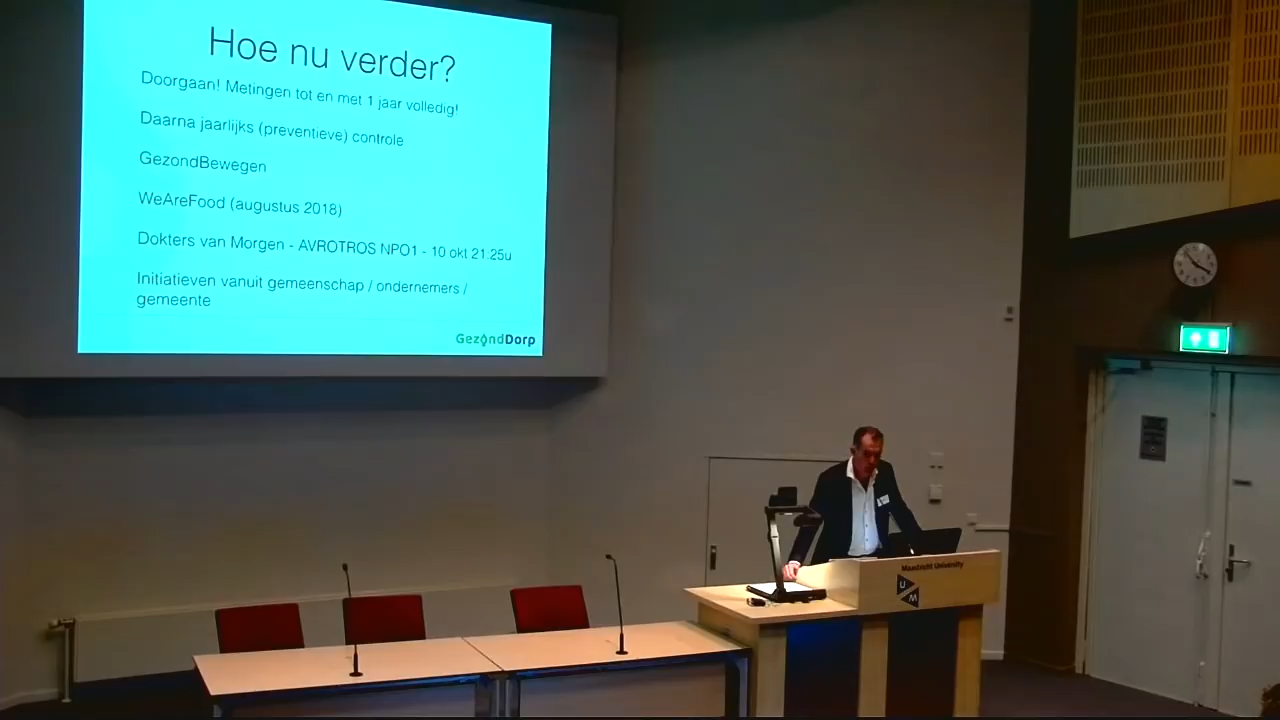 Hoe nu verder?
Doorgaan! Metingen tot en met 1 jaar volledig!
Daarna jaarlijks (preventieve) controle
GezondBewegen
WeAreFood (augustus 2018)
Dokters van Morgen - AVROTROS NPO1 - 10 okt 21.25u
Initiatieven vanuit gemeenschap / ondernemers /
gemeente
GezondDorp
Maastricht University
U
M